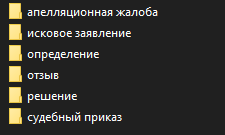 апелляционная жалоба
исковое заявление
определение
отзыв
решение
судебный приказ